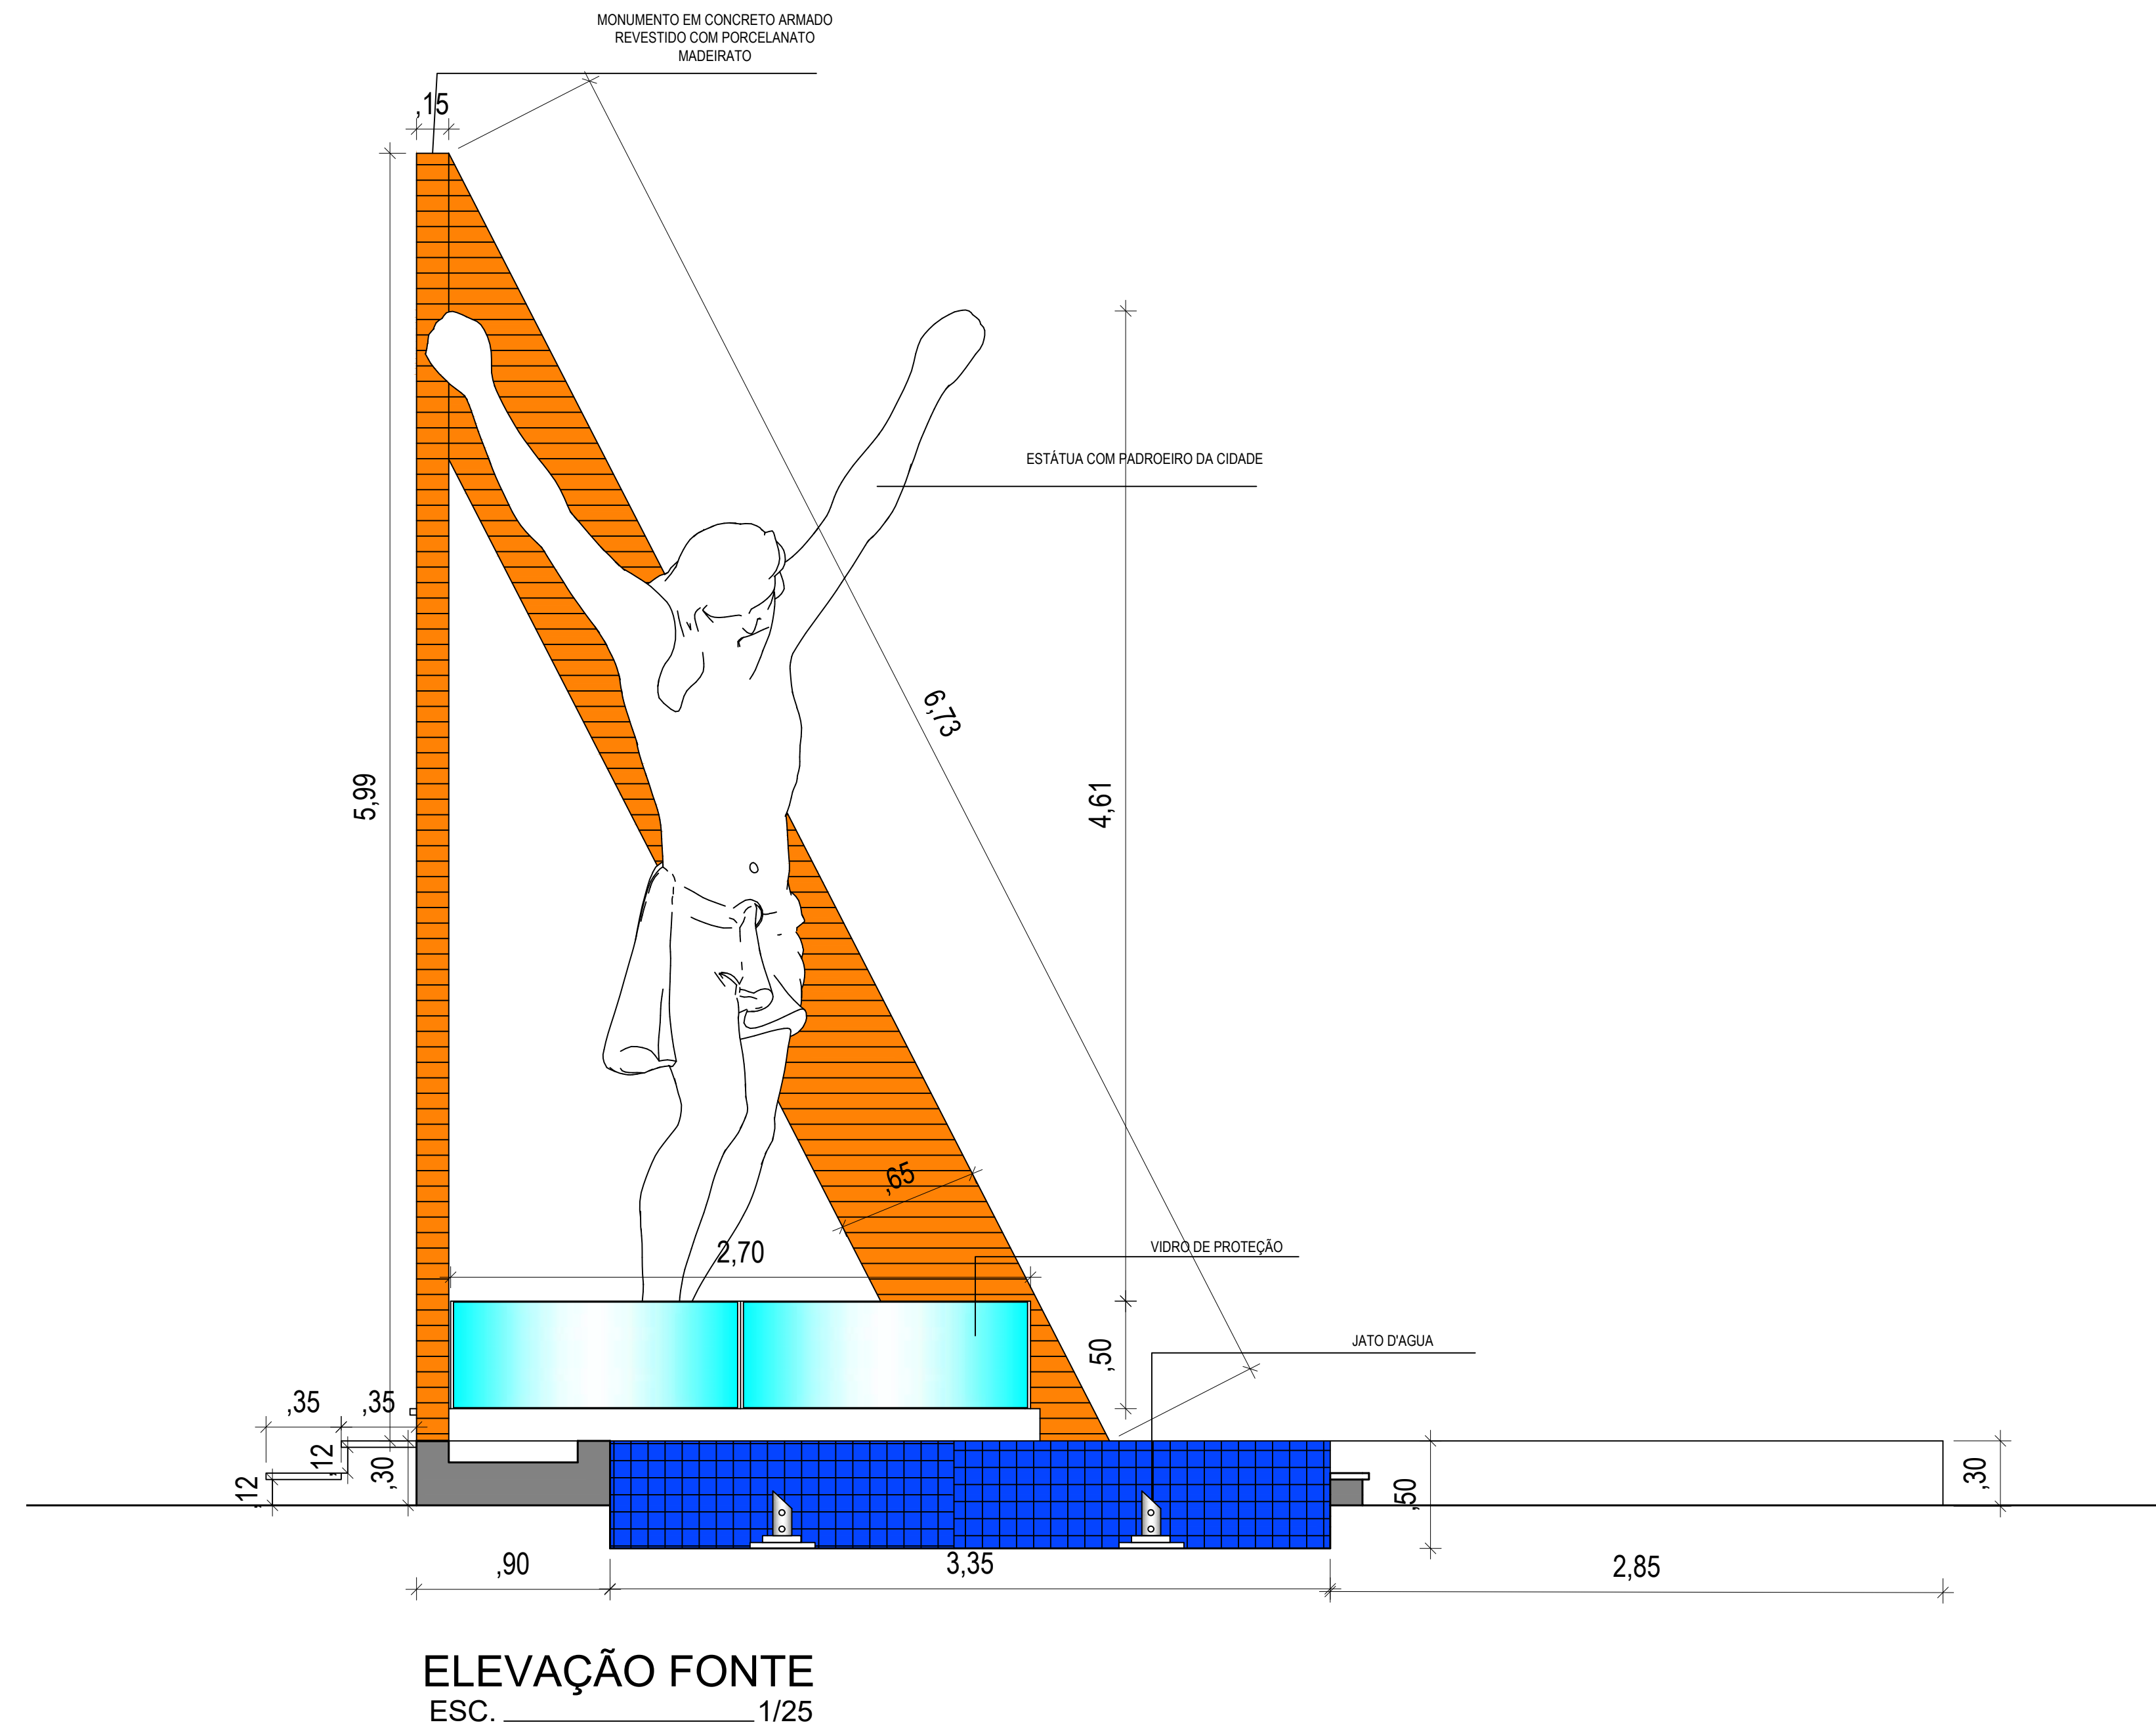 MONUMENTO EM CONCRETO ARMADO
REVESTIDO COM PORCELANATO
MADEIRATO
,15
ESTÁTUA COM PADROEIRO DA CIDADE
6,73
5,99
4,61
,65
2,70
VIDRO DE PROTEÇÃO
JATO D'AGUA
,50
,35
,35
,12
,12
,30
,50
,30
,90
3,35
2,85
ELEVAÇÃO FONTE
ESC. 1/25